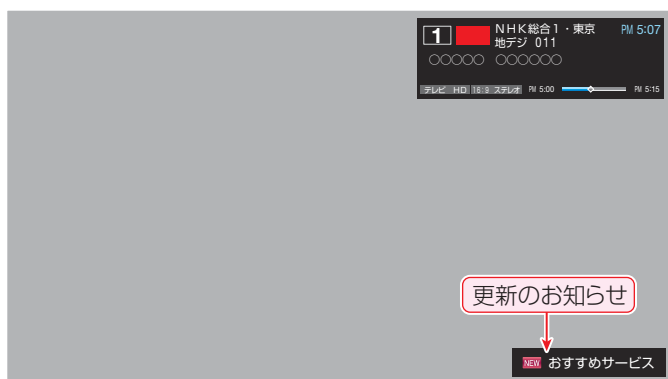 1 NHK総合1・東京 PM 5:07
地デジ 011
○○○○○ ○○○○○○
テレビ HD 16:9 ステレオ PM 5:00 PM 5:15
更新のお知らせ
NEW おすすめサービス